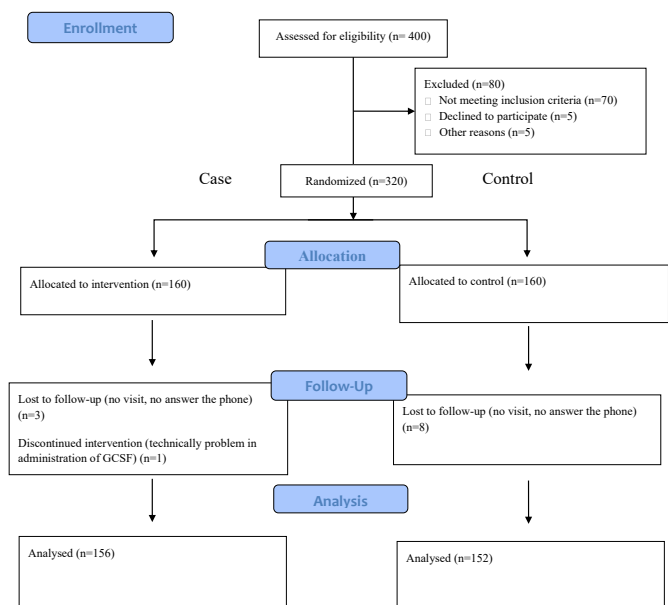 Enrollment
Assessed for eligibility (n= 400)
Excluded (n=80)
Not meeting inclusion criteria (n=70)
Declined to participate (n=5)
Other reasons (n=5)
Case
Randomized (n=320)
Control
Allocation
Allocated to intervention (n=160)
Allocated to control (n=160)
Follow-Up
Lost to follow-up (no visit, no answer the phone)
(n=3)
Discontinued intervention (technically problem in
administration of GCSF) (n=1)
Lost to follow-up (no visit, no answer the phone)
(n=8)
Analysis
Analysed (n=156)
Analysed (n=152)